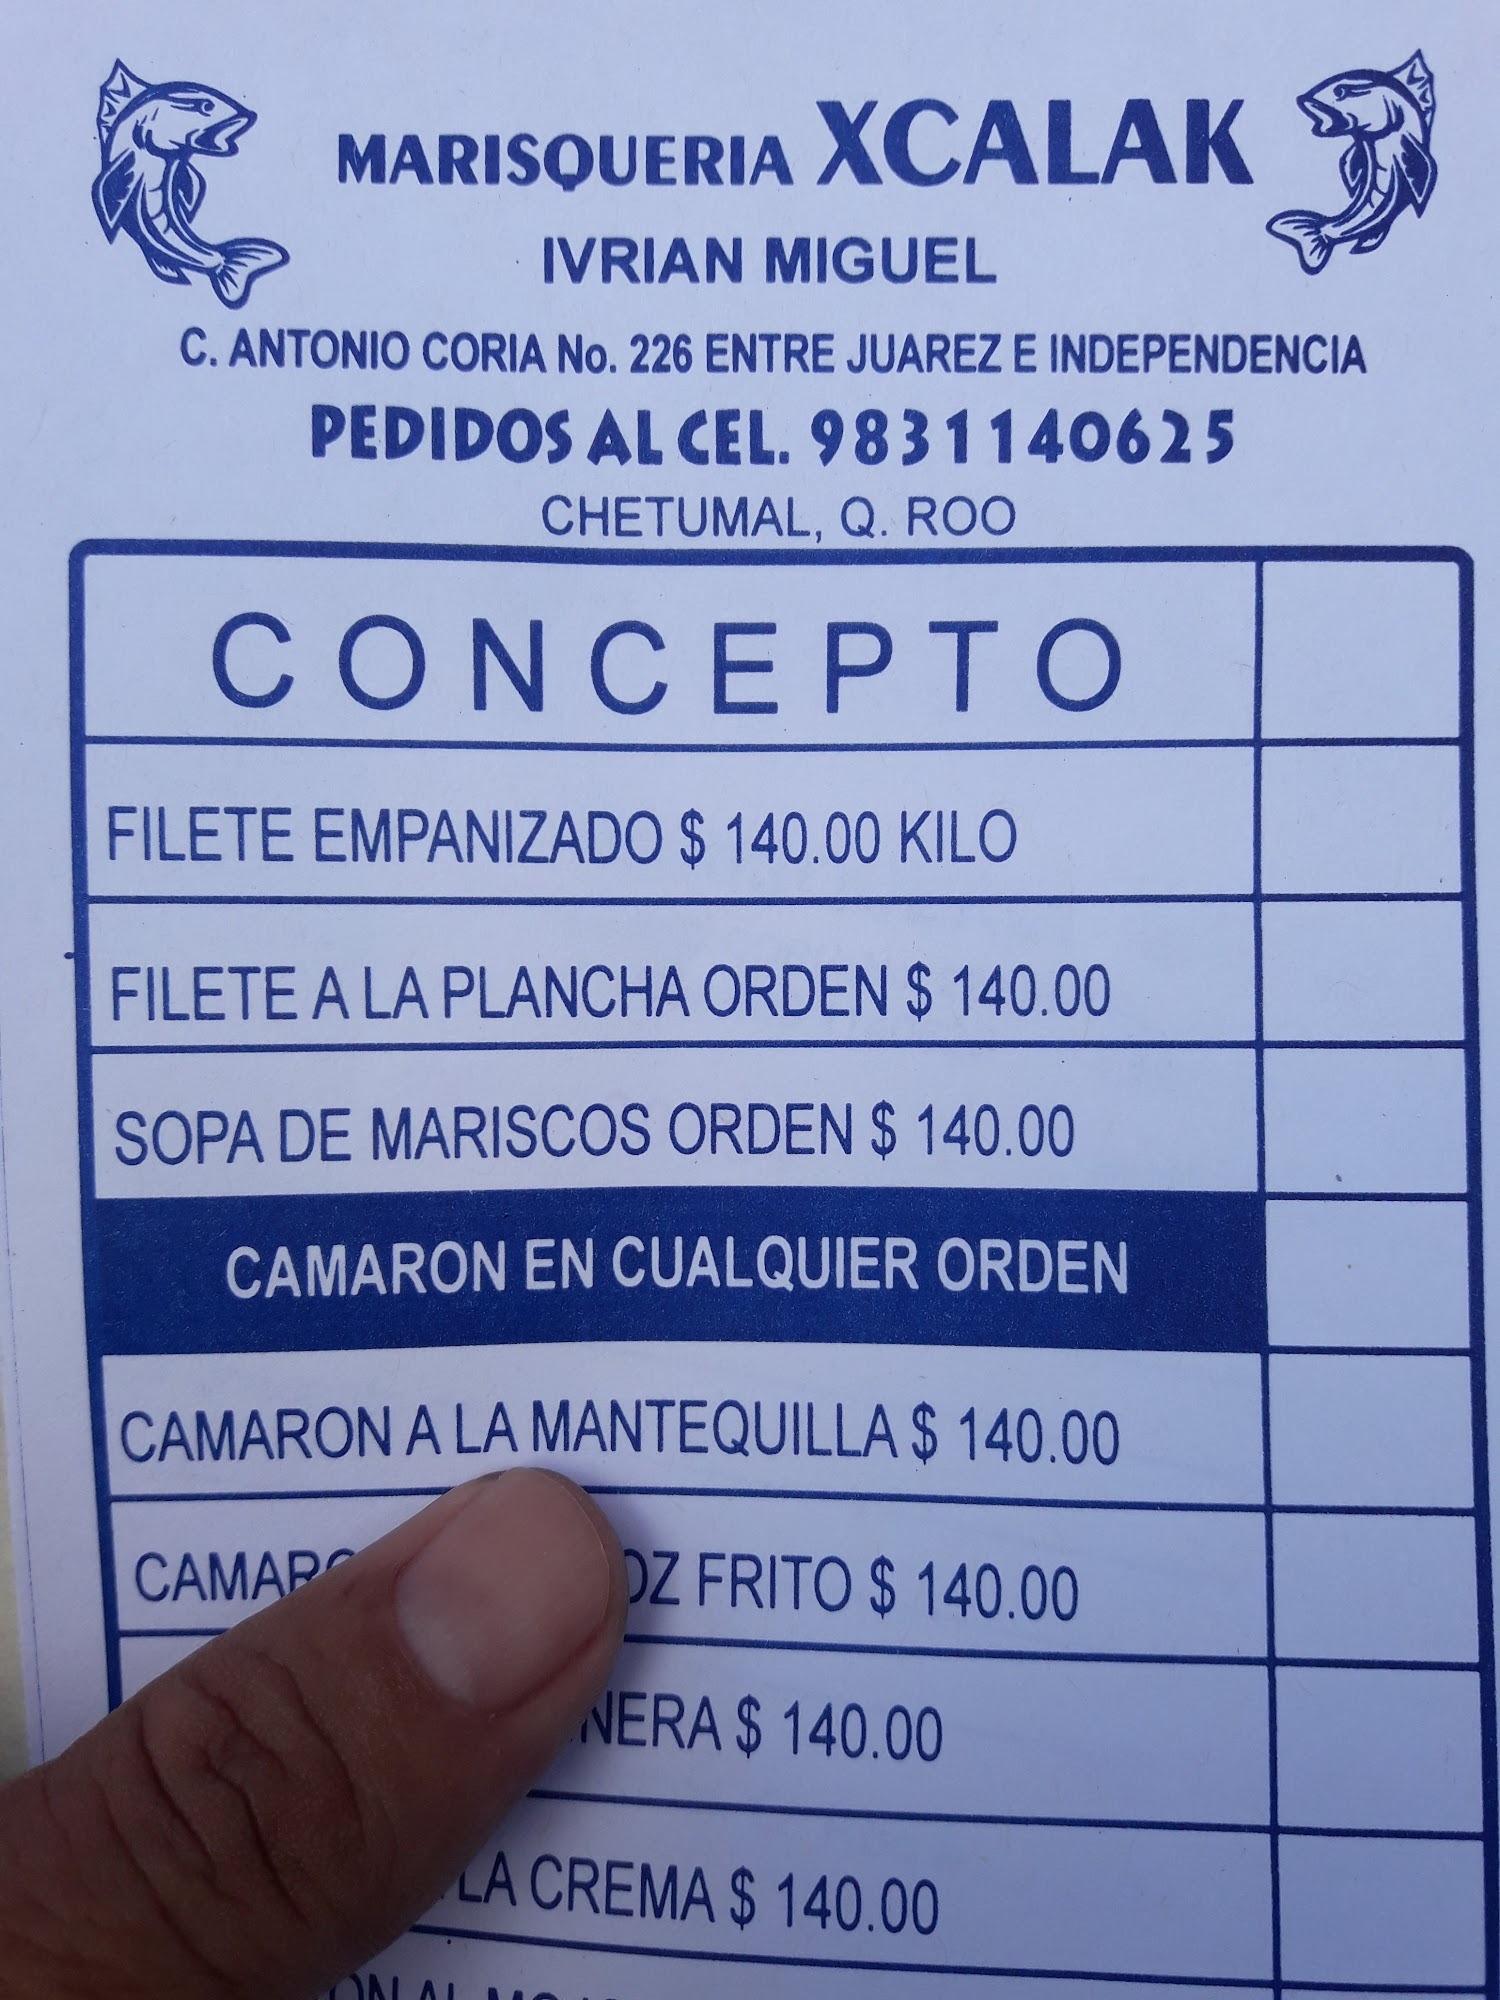 MARISQUERIA XCALAK
IVRIAN MIGUEL
C. ANTONIO CORIA No. 226 ENTRE JUAREZ E INDEPENDENCIA
PEDIDOS AL CEL. 9831140625
CHETUMAL, Q. ROO
CONCEPTO
FILETE EMPANIZADO $ 140.00 KILO
FILETE A LA PLANCHA ORDEN $ 140.00
SOPA DE MARISCOS ORDEN $ 140.00
CAMARON EN CUALQUIER ORDEN
CAMARON A LA MANTEQUILLA $ 140.00
FRITO $ 140.00
$ 140.00
LA CREMA $ 140.00
AL